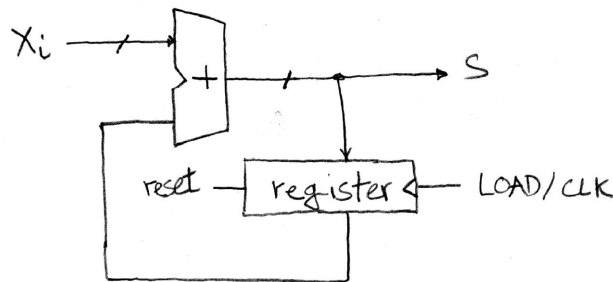 Xi
+
S
reset
register
LOAD/CLK